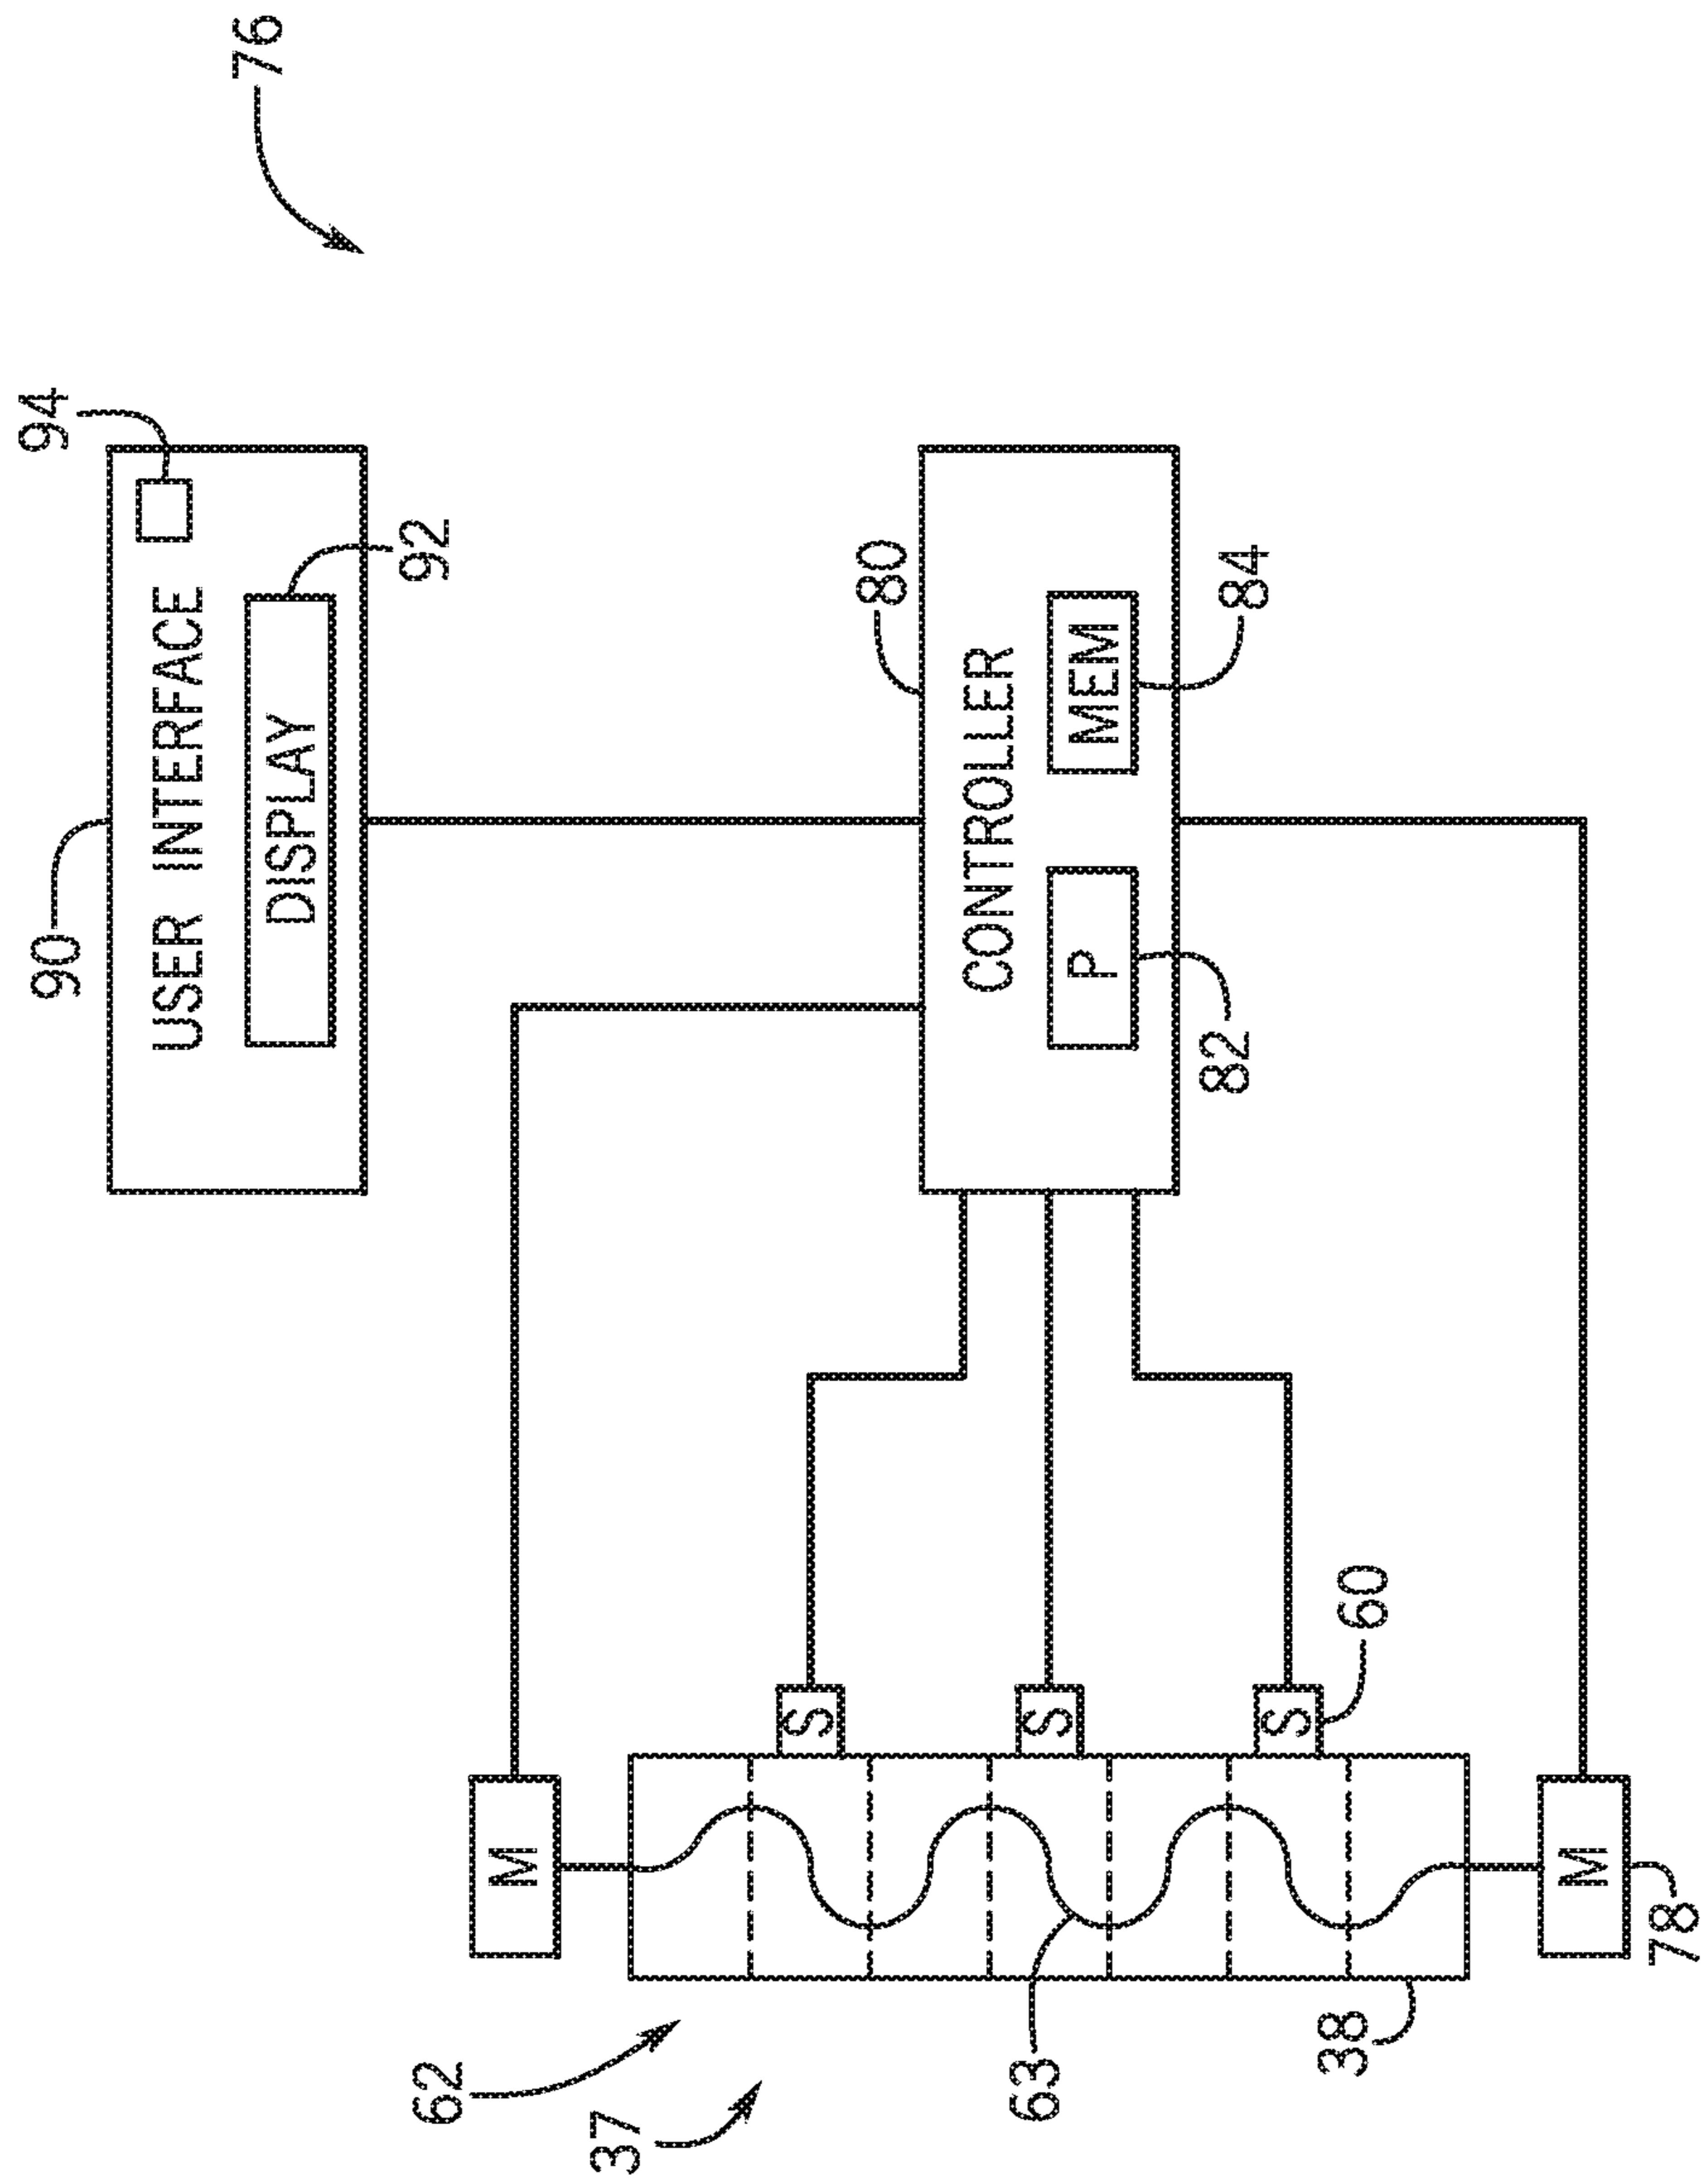 76
94
90
USER INTERFACE
DISPLAY
92
80
CONTROLLER
P
MEM
82
84
M
S
S
S
60
M
78
62
37
63
38